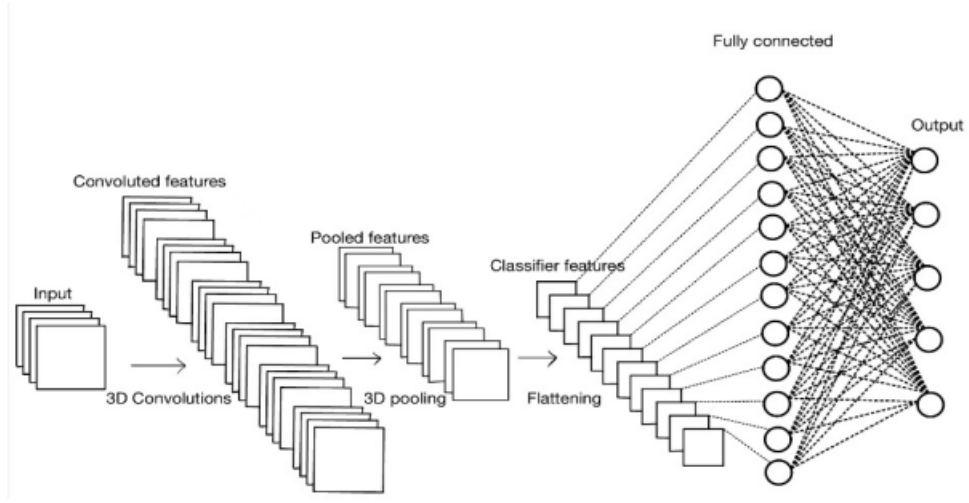 Fully connected
Output
Convoluted features
Pooled features
Classifier features
Input
3D Convolutions
3D pooling
Flattening